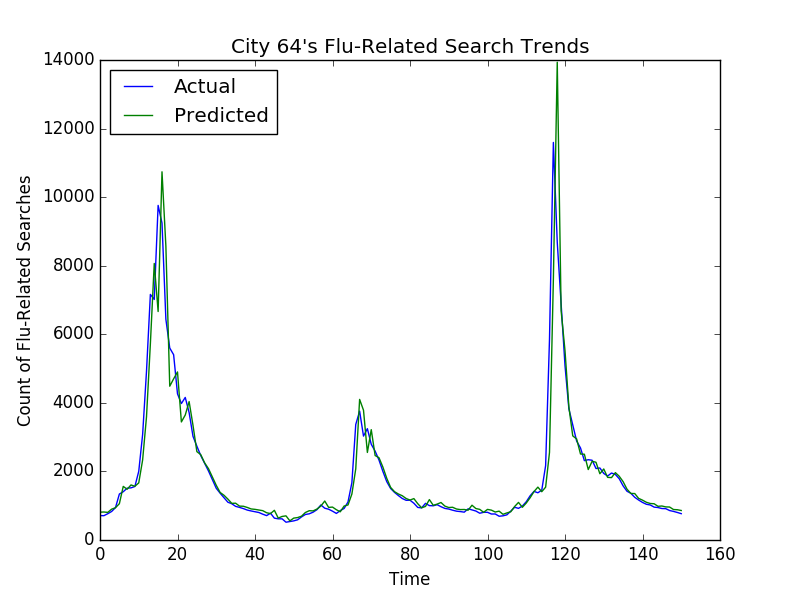 City 64's Flu-Related Search Trends
Actual
Predicted
14000
12000
10000
8000
6000
4000
2000
0
Count of Flu-Related Searches
0 20 40 60 80 100 120 140 160
Time